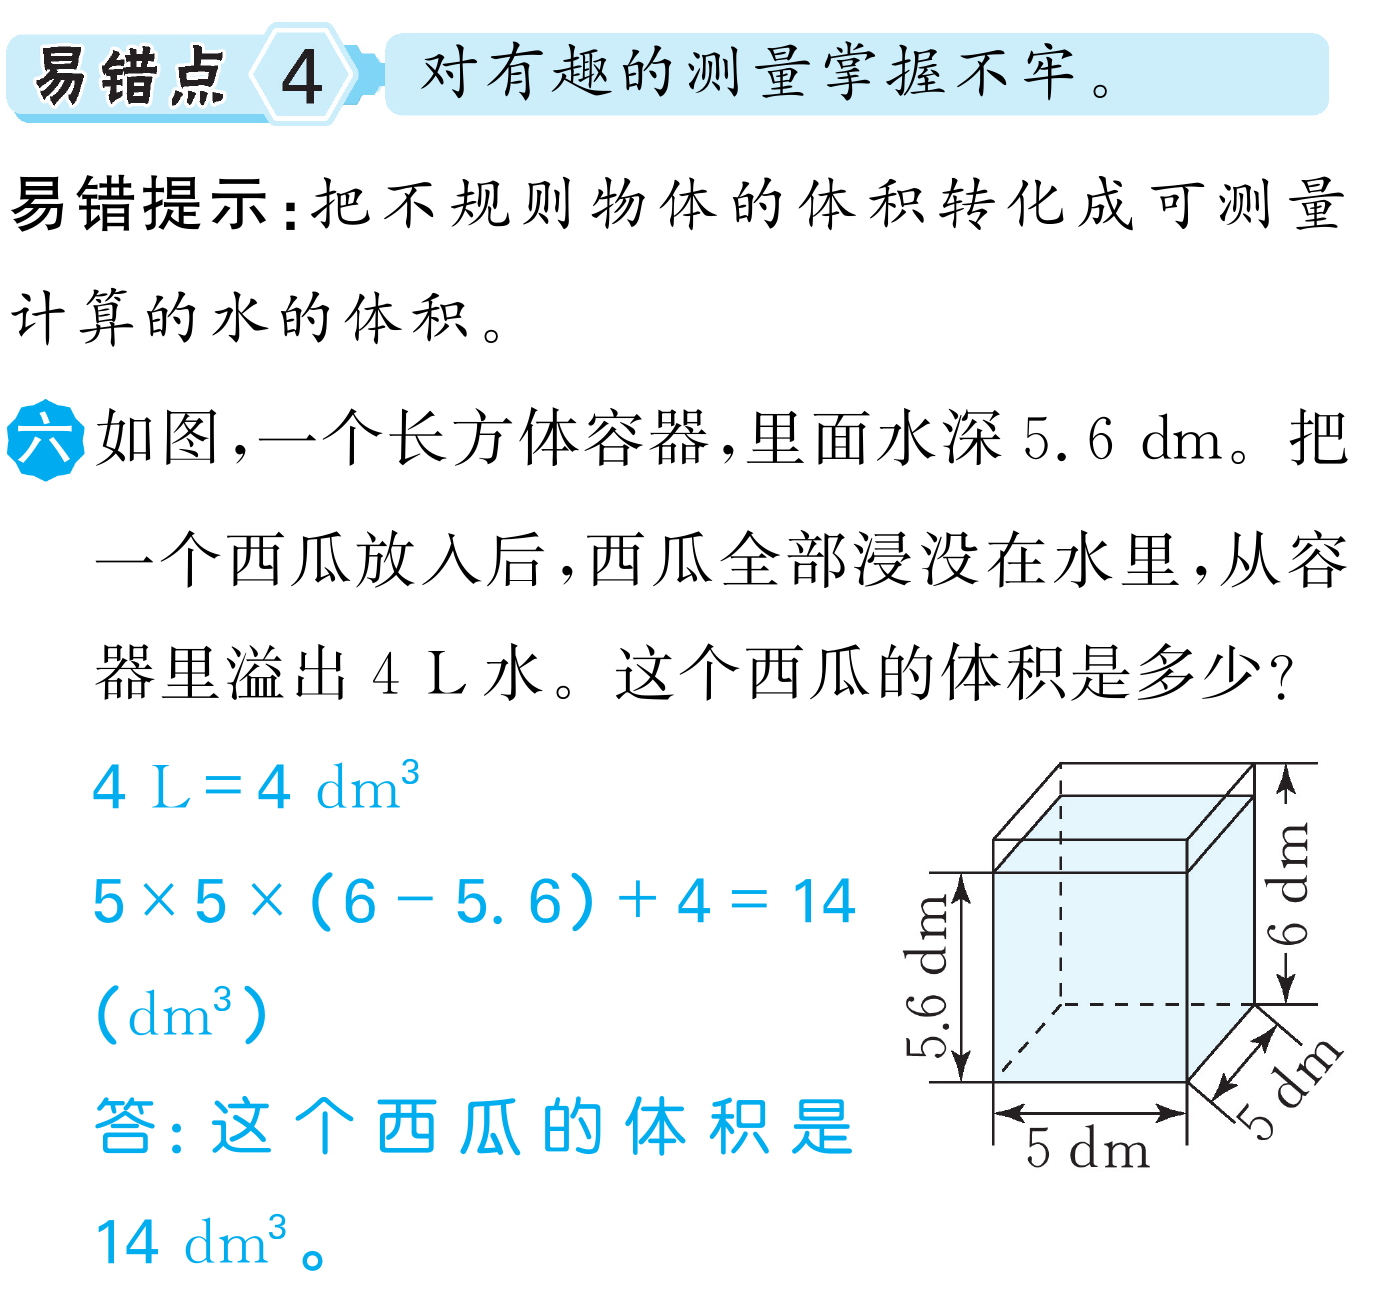 易错点 4 对有趣的测量掌握不牢。
易错提示:把不规则物体的体积转化成可测量
计算的水的体积。
六 如图,一个长方体容器,里面水深 5.6 dm。把
一个西瓜放入后,西瓜全部浸没在水里,从容
器里溢出 4 L 水。这个西瓜的体积是多少?
4 L=4 dm³
5×5×(6-5.6)+4=14
(dm³)
答:这个西瓜的体积是
14 dm³。
5.6 dm
6 dm
5 dm
5 dm